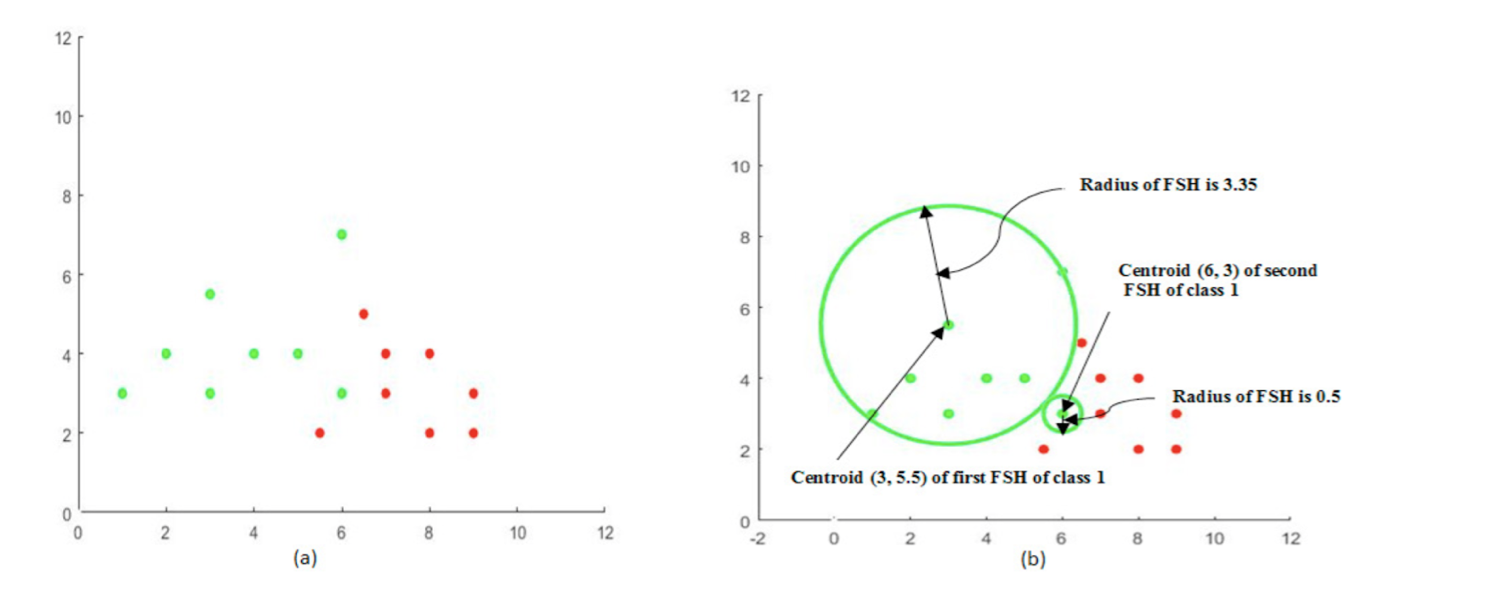 12
10
8
6
4
2
0
0 2 4 6 8 10 12
(a)
12
10
8
6
4
2
0
-2 0 2 4 6 8 10 12
Radius of FSH is 3.35
Centroid (6, 3) of second
FSH of class 1
Radius of FSH is 0.5
Centroid (3, 5.5) of first FSH of class 1
(b)